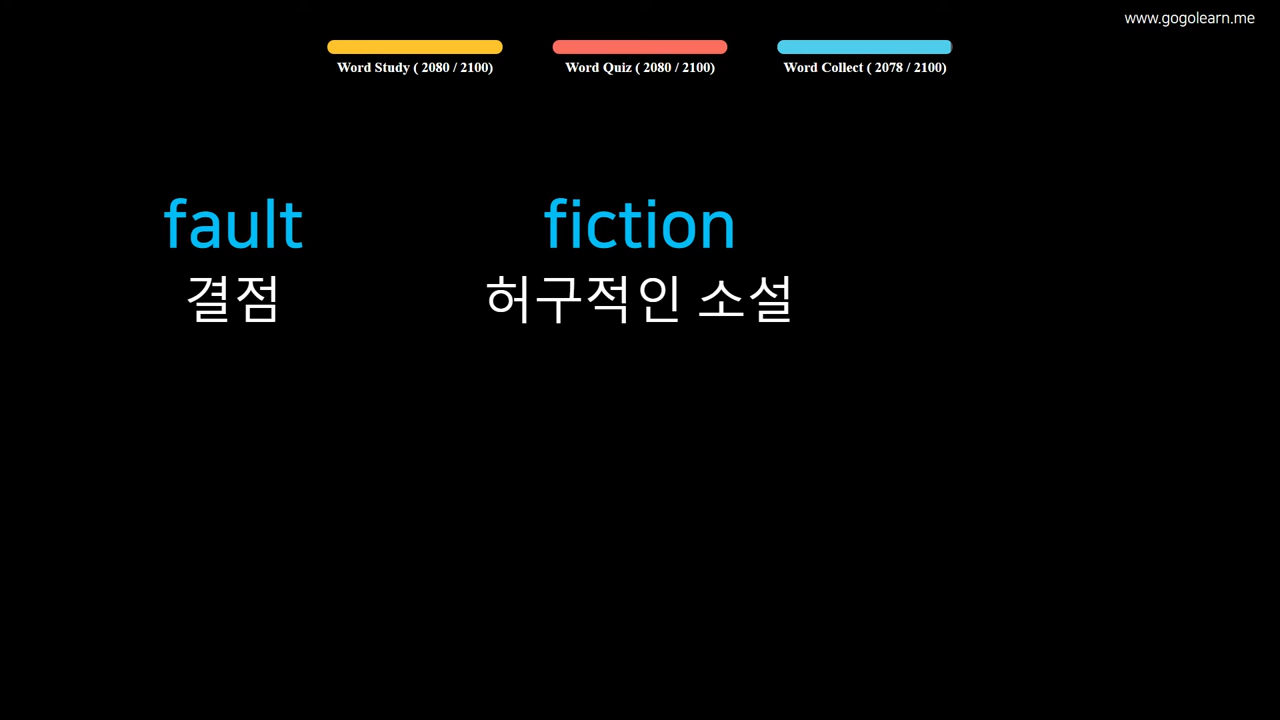 www.gogolearn.me
Word Study ( 2080 / 2100)
Word Quiz ( 2080 / 2100)
Word Collect ( 2078 / 2100)
fault
결점
fiction
허구적인 소설